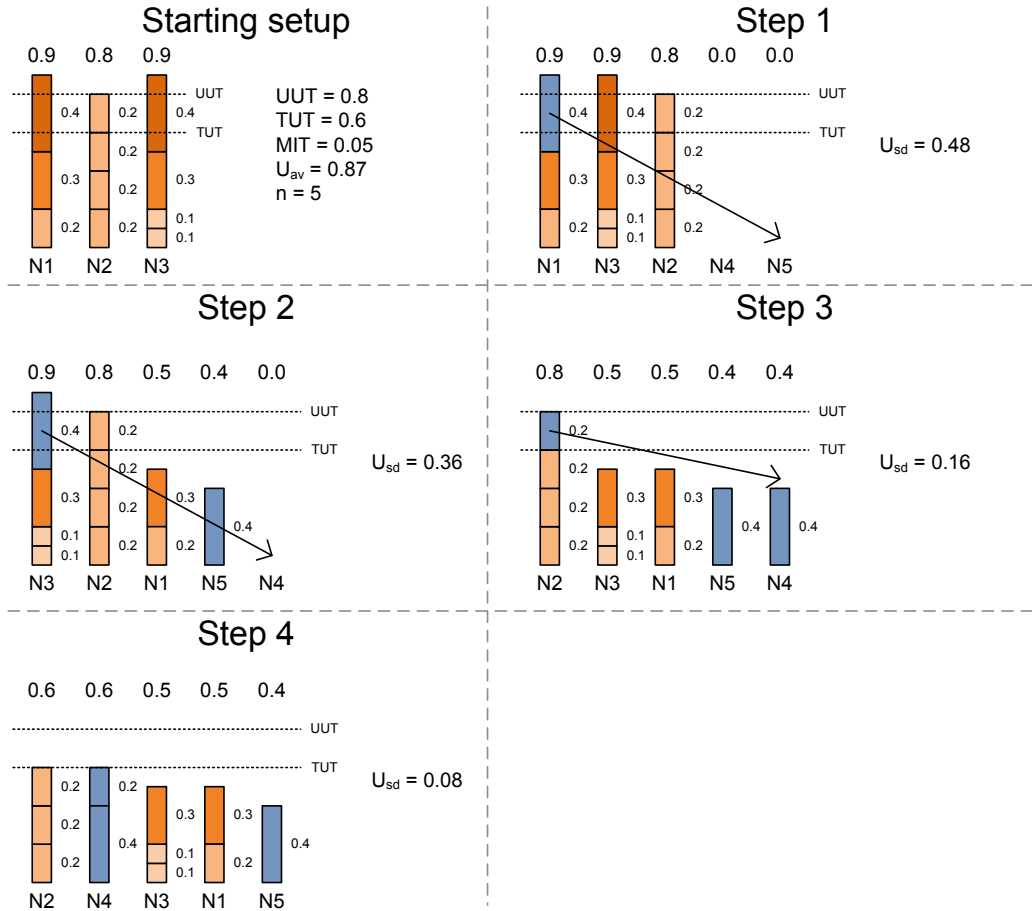 Starting setup
0.9 0.8 0.9
UUT
0.4 0.2 0.4
TUT
0.2
0.3 0.2 0.3
0.1
0.2 0.2 0.1
N1 N2 N3
UUT = 0.8
TUT = 0.6
MIT = 0.05
Uav = 0.87
n = 5
Step 1
0.9 0.9 0.8 0.0 0.0
UUT
0.4 0.4 0.2
TUT
0.2
0.3 0.3 0.2
0.1
0.2 0.1 0.2
N1 N3 N2 N4 N5
Usd = 0.48
Step 2
0.9 0.8 0.5 0.4 0.0
UUT
0.4 0.2
TUT
0.2
0.3 0.2 0.3
0.4
0.1
0.1 0.2 0.2
N3 N2 N1 N5 N4
Usd = 0.36
Step 3
0.8 0.5 0.5 0.4 0.4
UUT
0.2
TUT
0.2
0.2 0.3 0.3
0.4 0.4
0.1
0.2 0.1 0.2
N2 N3 N1 N5 N4
Usd = 0.16
Step 4
0.6 0.6 0.5 0.5 0.4
UUT
TUT
0.2 0.2
0.2 0.3 0.3
0.4 0.4
0.1
0.2 0.1 0.2
N2 N4 N3 N1 N5
Usd = 0.08